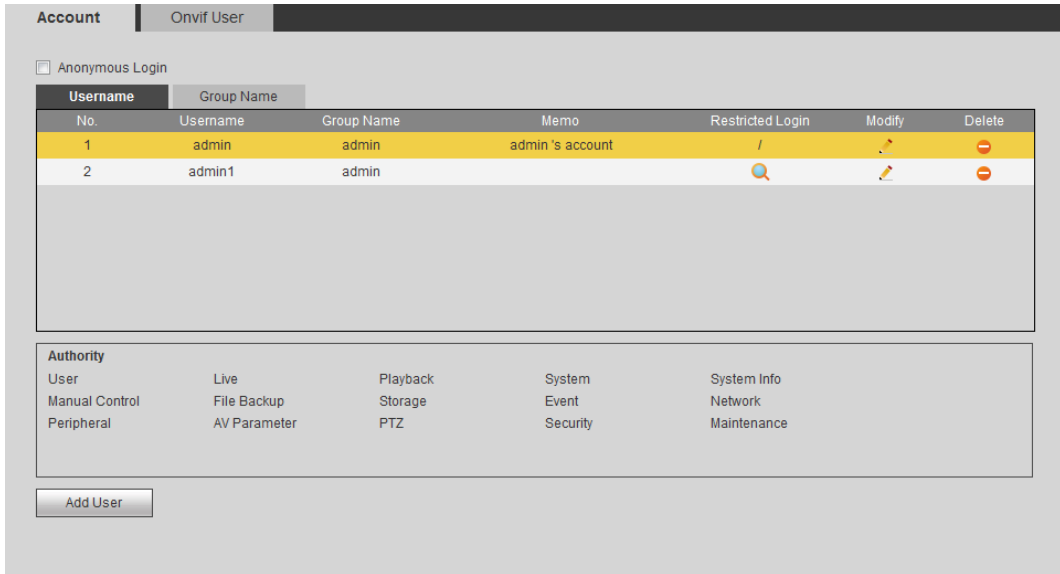 Account Onvif User
Anonymous Login
Username Group Name
No. Username Group Name Memo Restricted Login Modify Delete
1 admin admin admin 's account /
2 admin1 admin
Authority
User Live Playback System System Info
Manual Control File Backup Storage Event Network
Peripheral AV Parameter PTZ Security Maintenance
Add User